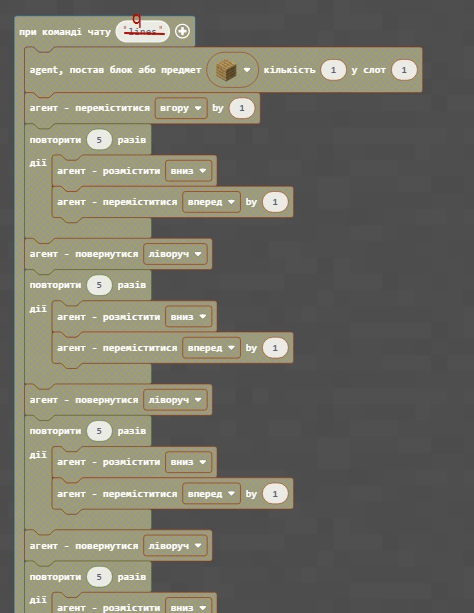 q
при команді чату "lines"
agent, постав блок або предмет кількість 1 у слот 1
агент - переміститися вгору by 1
повторити 5 разів
дії
агент - розмістити вниз
агент - переміститися вперед by 1
агент - повернутися ліворуч
повторити 5 разів
дії
агент - розмістити вниз
агент - переміститися вперед by 1
агент - повернутися ліворуч
повторити 5 разів
дії
агент - розмістити вниз
агент - переміститися вперед by 1
агент - повернутися ліворуч
повторити 5 разів
дії
агент - розмістити вниз